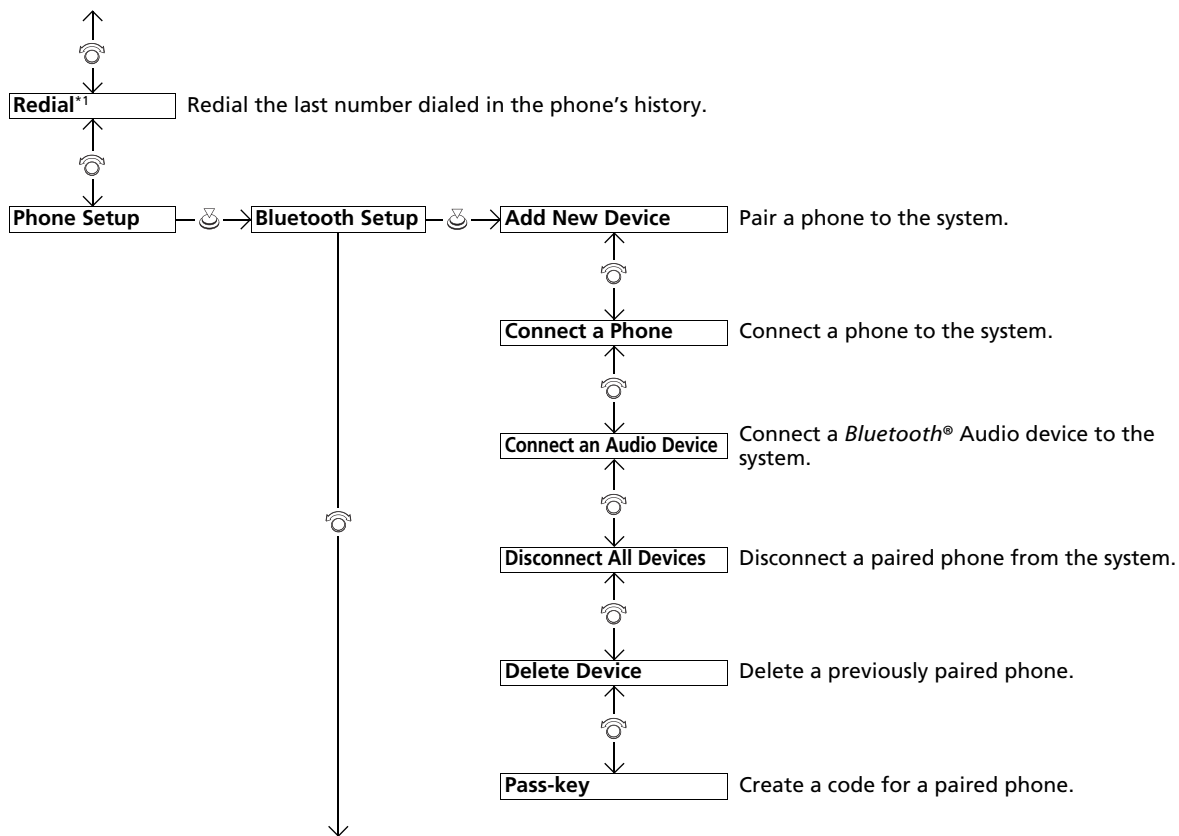 Redial*1 Redial the last number dialed in the phone's history.
Phone Setup Bluetooth Setup Add New Device Pair a phone to the system.
Connect a Phone Connect a phone to the system.
Connect an Audio Device Connect a Bluetooth® Audio device to the
system.
Disconnect All Devices Disconnect a paired phone from the system.
Delete Device Delete a previously paired phone.
Pass-key Create a code for a paired phone.